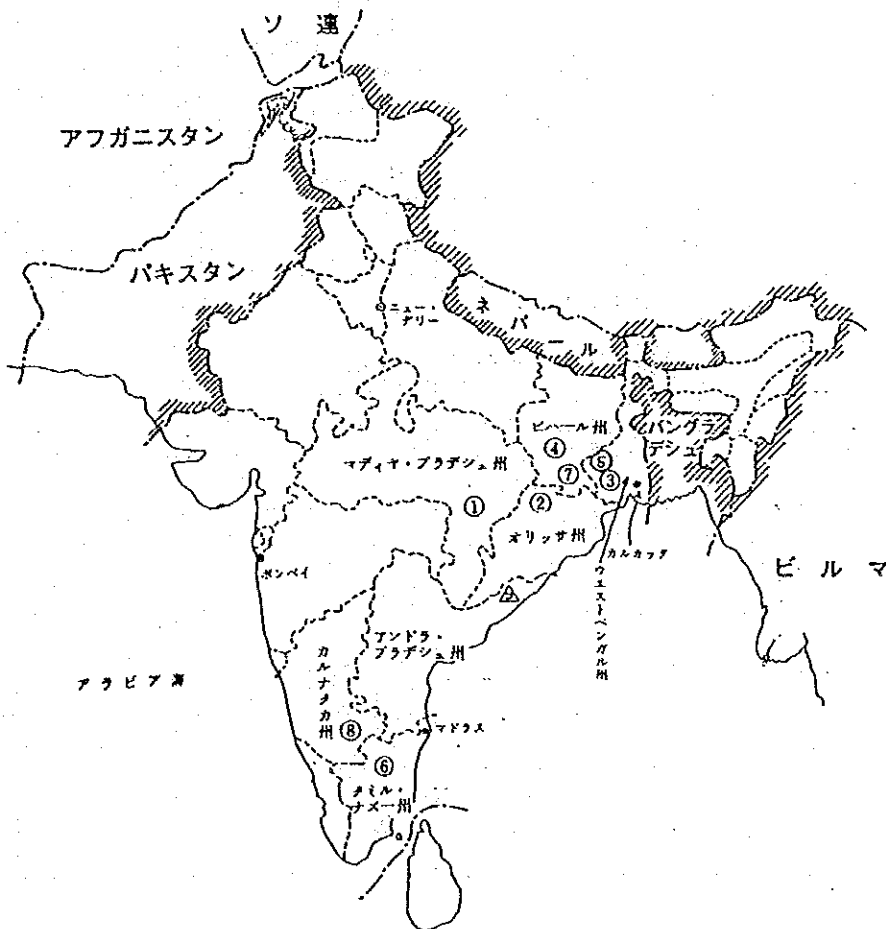 ソ 連
アフガニスタン
パキスタン
ニュー・
デリー
ネパール
ビハール州
バングラ
デシュ
④
⑤
⑦
③
マディヤ・プラデシュ州
①
②
オリッサ州
カルカッタ
ウエストベンガル州
ボンベイ
9
ビルマ
アンドラ・
プラデシュ州
カルナタカ州
アラビア海
⑧
マドラス
⑥
タミル・
ナズー州